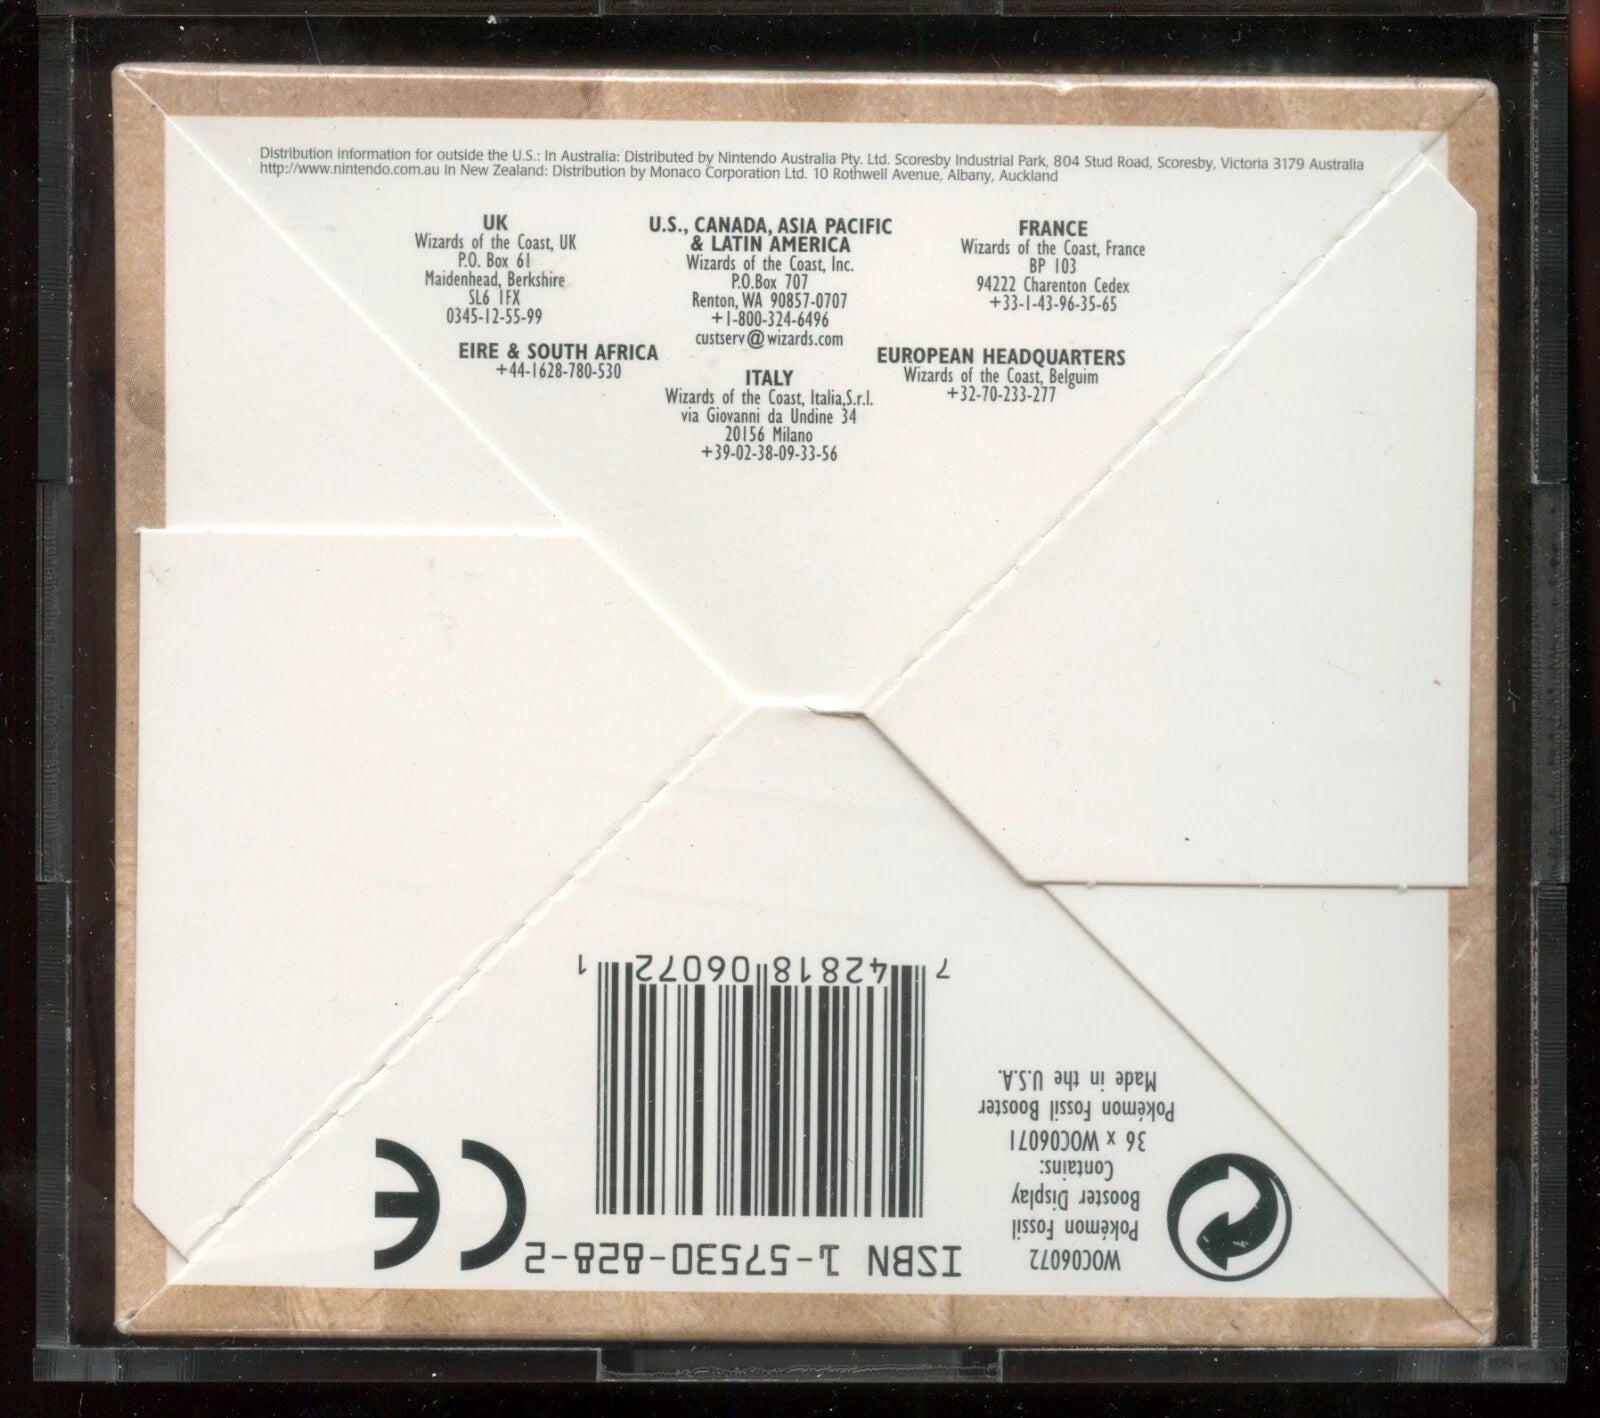 Distribution information for outside the U.S.: In Australia: Distributed by Nintendo Australia Pty. Ltd. Scoresby Industrial Park, 804 Stud Road, Scoresby, Victoria 3179 Australia
http://www.nintendo.com.au In New Zealand: Distribution by Monaco Corporation Ltd. 10 Rothwell Avenue, Albany, Auckland
UK
Wizards of the Coast, UK
P.O. Box 61
Maidenhead, Berkshire
SL6 1FX
0345-12-55-99
EIRE & SOUTH AFRICA
+44-1628-780-530
U.S., CANADA, ASIA PACIFIC
& LATIN AMERICA
Wizards of the Coast, Inc.
P.O.Box 707
Renton, WA 90857-0707
+1-800-324-6496
custserv@wizards.com
ITALY
Wizards of the Coast, Italia,S.r.l.
via Giovanni da Undine 34
20156 Milano
+39-02-38-09-33-56
FRANCE
Wizards of the Coast, France
BP 103
94222 Charenton Cedex
+33-1-43-96-35-65
EUROPEAN HEADQUARTERS
Wizards of the Coast, Belguim
+32-70-233-277
WOC06072
Pokémon Fossil
Booster Display
Contains:
36 x WOC06071
Pokémon Fossil Booster
Made in the U.S.A.
ISBN 1-57530-828-2
7 42818 06072 1
CE